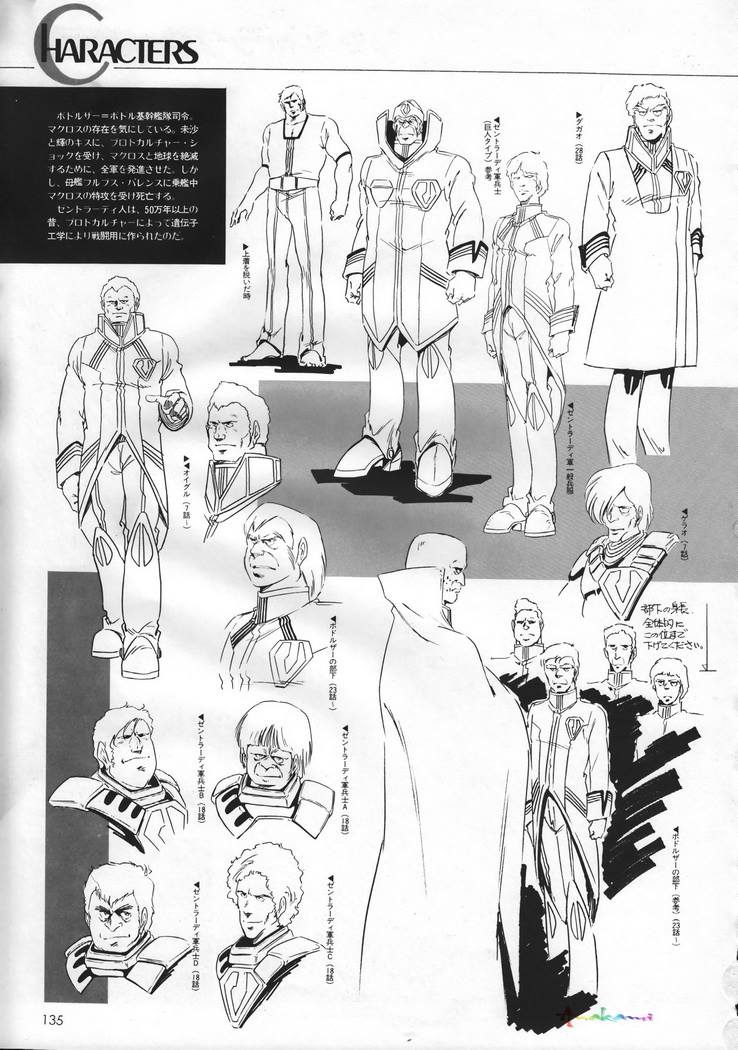 CHARACTERS
ボドルザー=ボドル基幹艦隊司令。
マクロスの存在を気にしている。未沙
と輝のキスに、プロトカルチャー・シ
ョックを受け、マクロスと地球を絶滅
するために、全軍を発進させた。しか
し、母艦フルブス・バレンスに乗艦中
マクロスの特攻を受け死亡する。
ゼントラーディ人は、50万年以上の
昔、プロトカルチャーによって遺伝子
工学により戦闘用に作られたのだ。
▶上着を脱いだ時
◀ゼントラーディ軍兵士
(巨人タイプ)参考
◀グガオ(28話)
◀オイグル(7話~)
◀ゼントラーディ軍一般兵服
◀ゲラオ(7話)
◀ボドルザーの部下(23話~)
部下の身長、
全体的に
この位まで
下げてください。
◀ゼントラーディ軍兵士B(18話)
◀ゼントラーディ軍兵士A(18話)
◀ボドルザーの部下(参考)(23話~)
◀ゼントラーディ軍兵士D(18話)
◀ゼントラーディ軍兵士C(18話)
135
Anakami